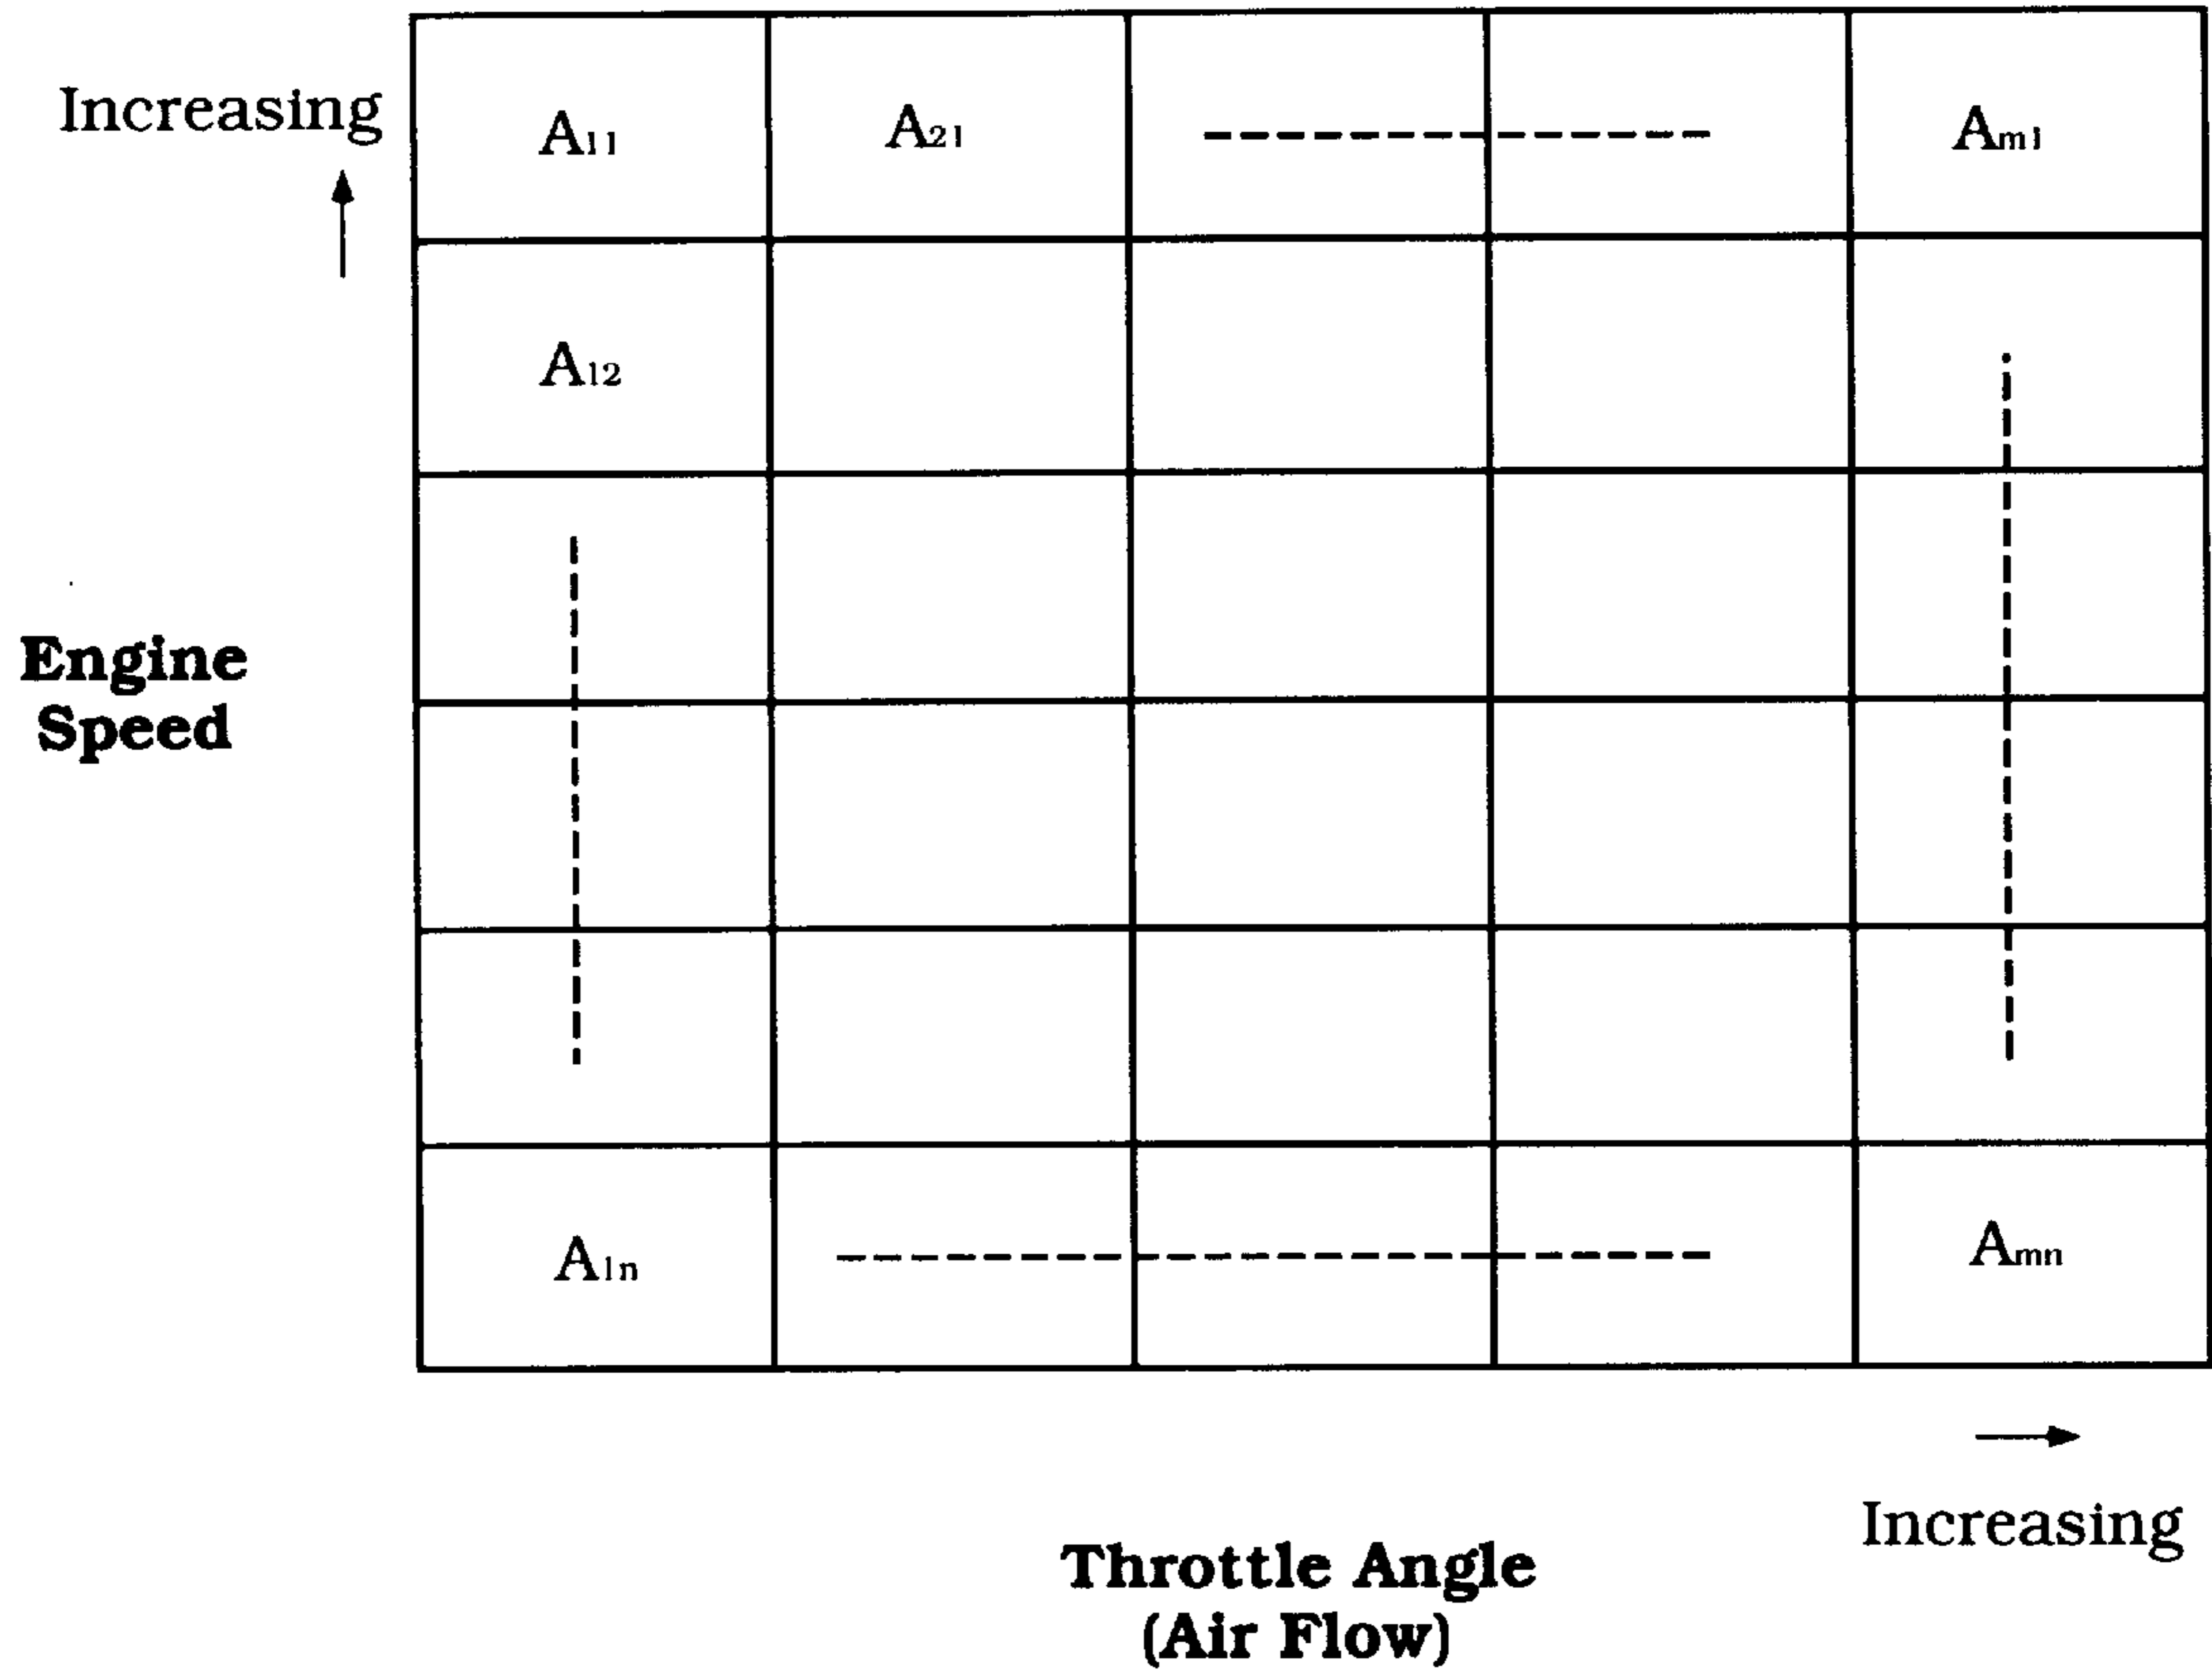 Increasing
A11 A21 Am1
A12
Engine
Speed
A1n Amn
Increasing
Throttle Angle
(Air Flow)